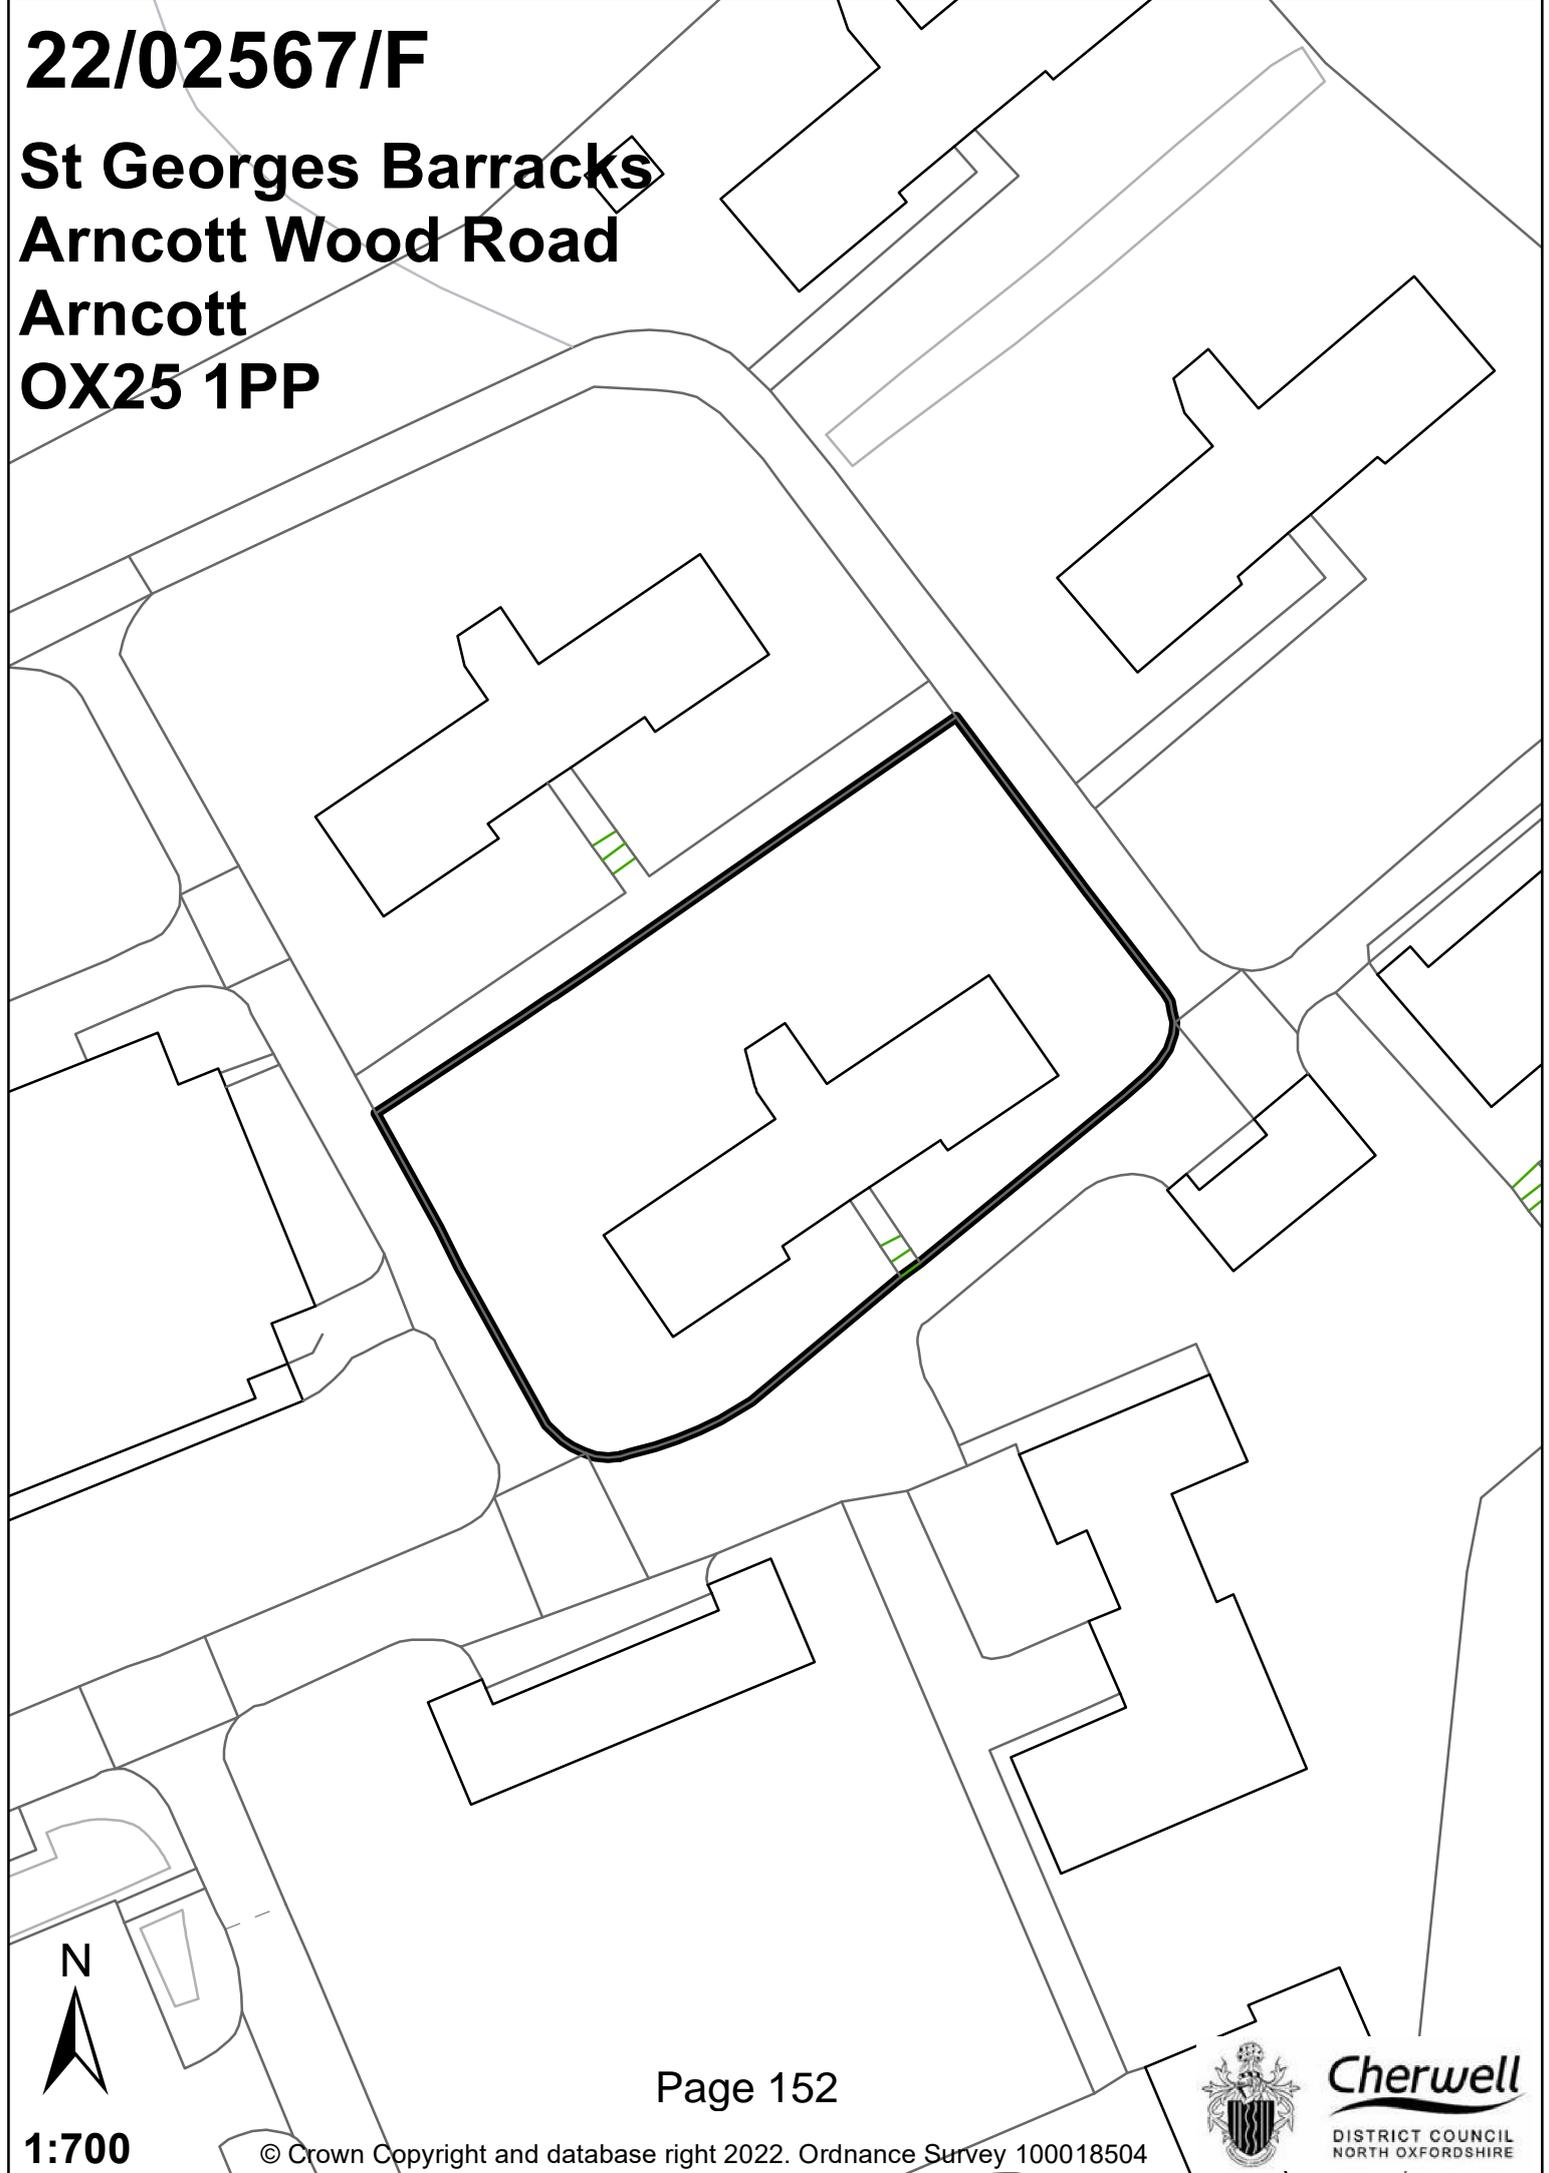 22/02567/F
St Georges Barracks
Arncott Wood Road
Arncott
OX25 1PP
N
Page 152
1:700
© Crown Copyright and database right 2022. Ordnance Survey 100018504
Cherwell
DISTRICT COUNCIL
NORTH OXFORDSHIRE